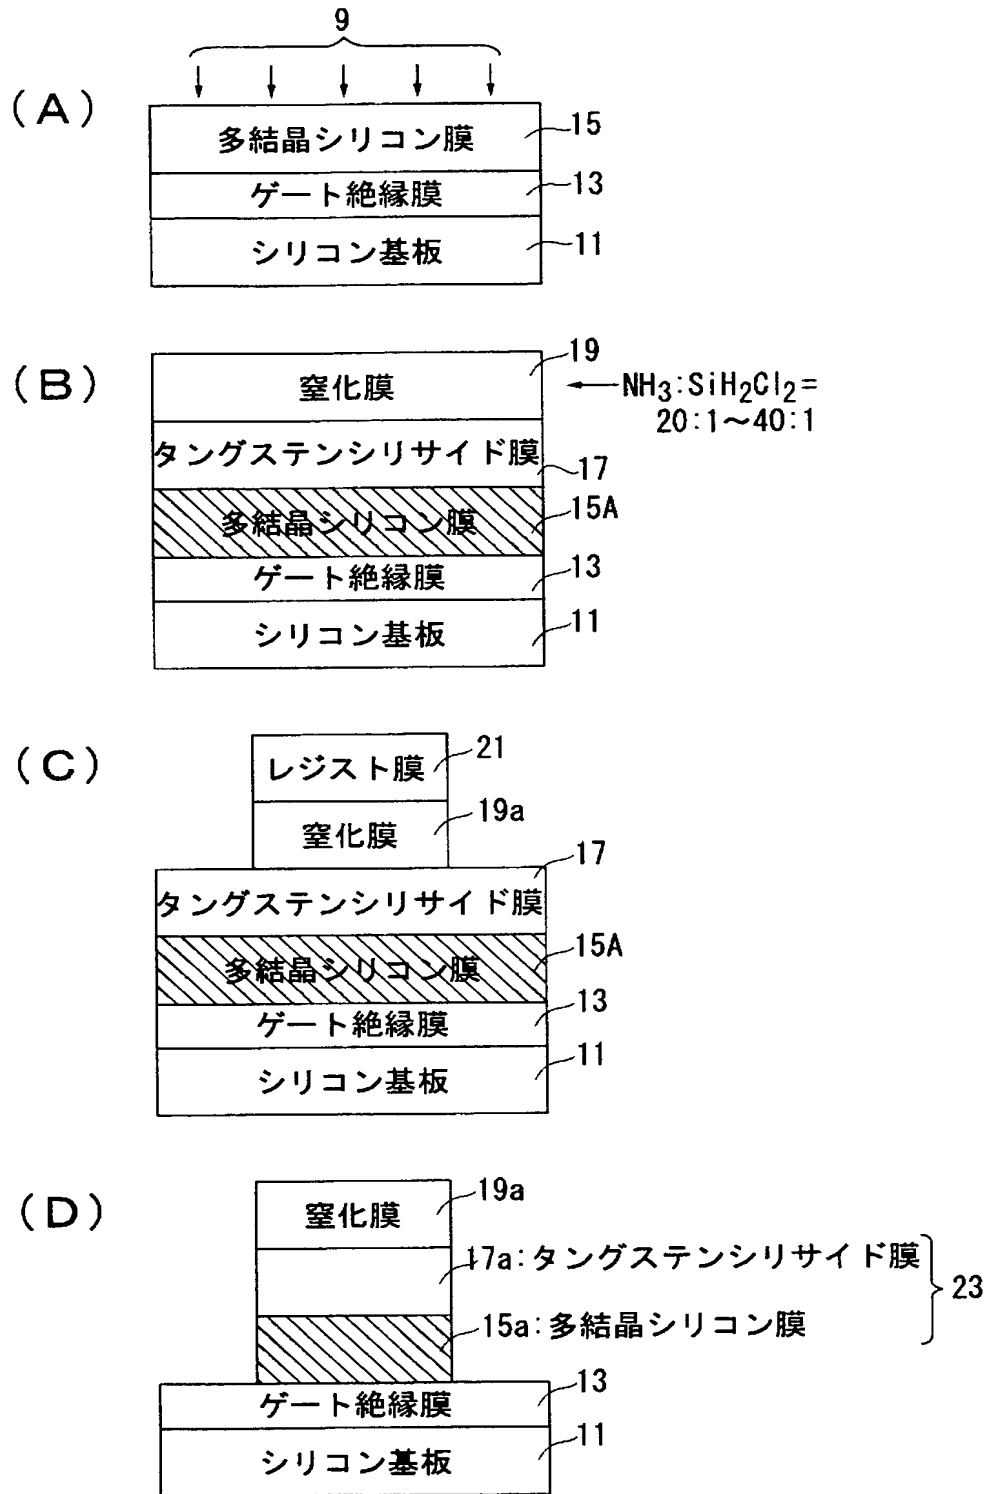 9
(A)
多結晶シリコン膜 15
ゲート絶縁膜 13
シリコン基板 11
(B)
窒化膜 19
NH3:SiH2Cl2=
20:1～40:1
タングステンシリサイド膜 17
多結晶シリコン膜 15A
ゲート絶縁膜 13
シリコン基板 11
(C)
レジスト膜 21
窒化膜 19a
タングステンシリサイド膜 17
多結晶シリコン膜 15A
ゲート絶縁膜 13
シリコン基板 11
(D)
窒化膜 19a
17a:タングステンシリサイド膜
15a:多結晶シリコン膜
23
ゲート絶縁膜 13
シリコン基板 11